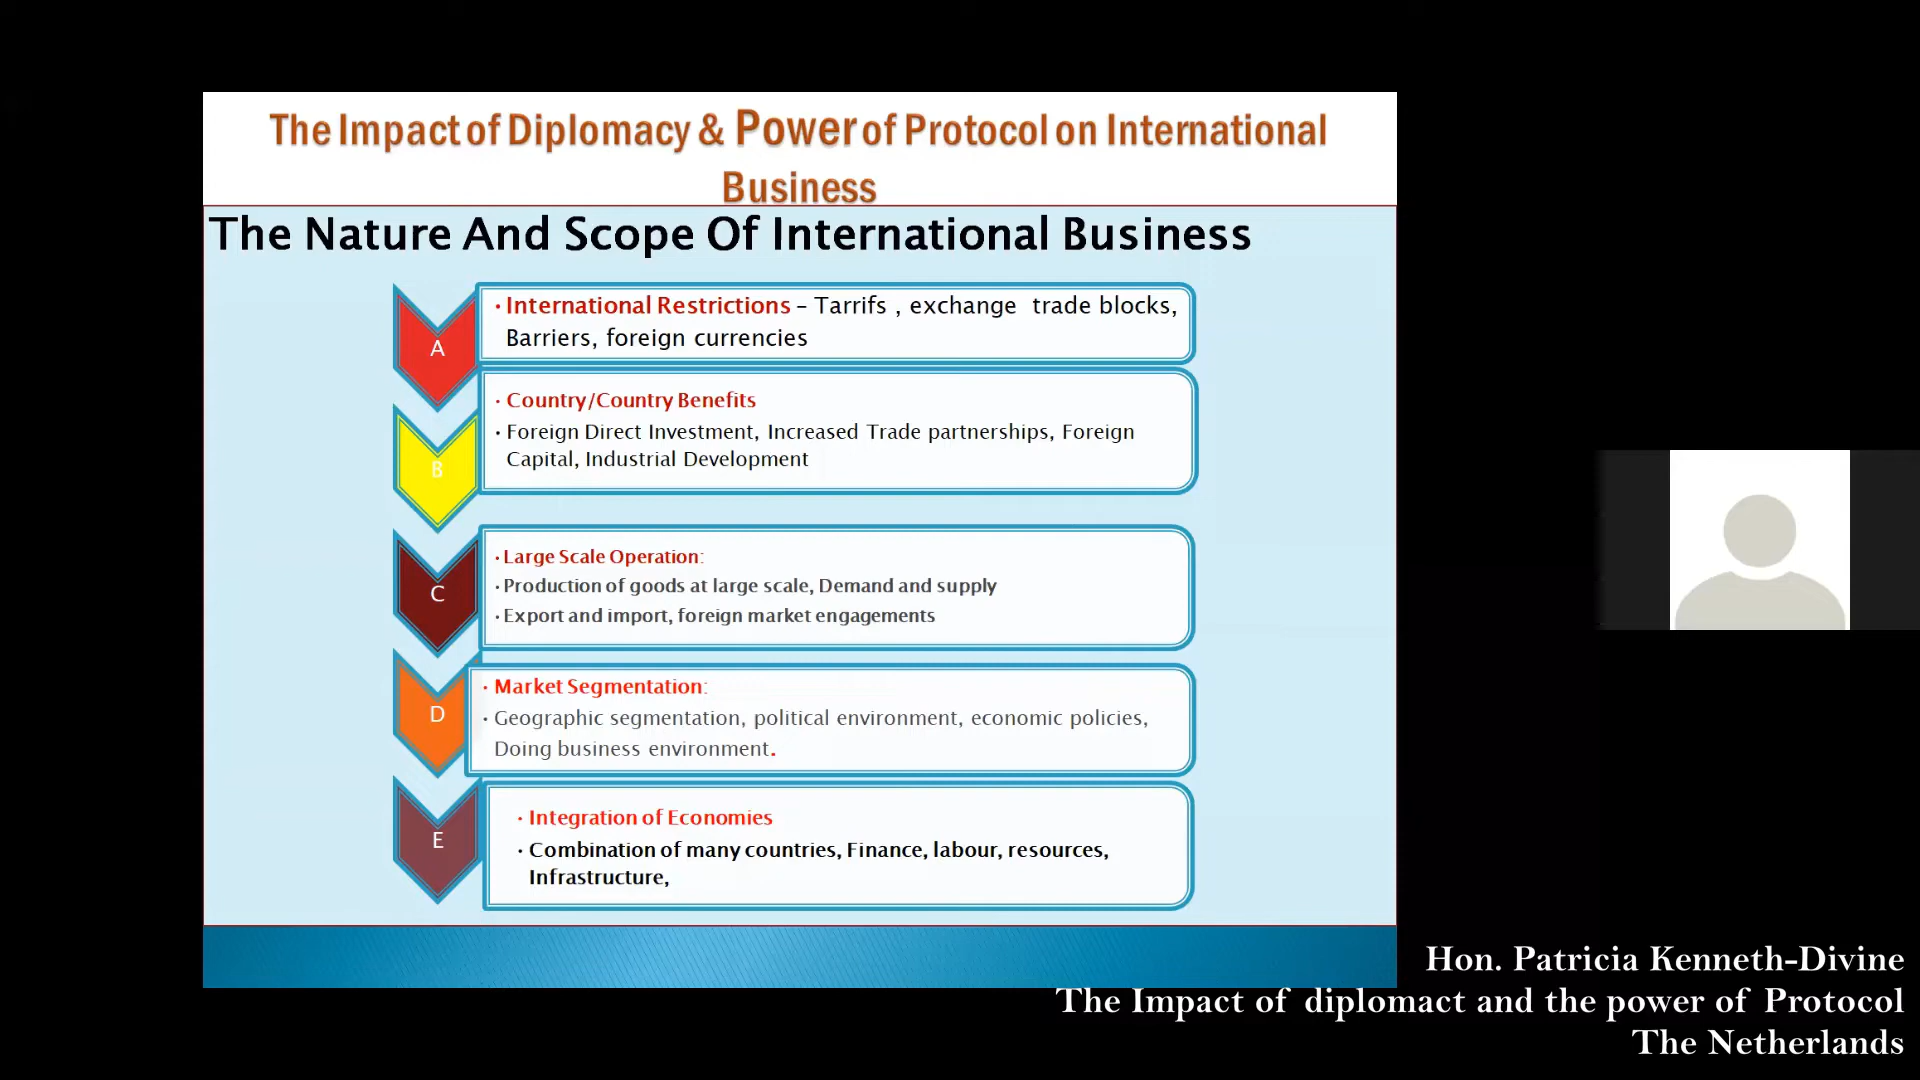 The Impact of Diplomacy & Power of Protocol on International
Business
The Nature And Scope Of International Business
A
• International Restrictions – Tarrifs , exchange trade blocks,
Barriers, foreign currencies
B
• Country/Country Benefits
• Foreign Direct Investment, Increased Trade partnerships, Foreign
Capital, Industrial Development
C
• Large Scale Operation:
• Production of goods at large scale, Demand and supply
• Export and import, foreign market engagements
D
• Market Segmentation:
• Geographic segmentation, political environment, economic policies,
Doing business environment.
E
• Integration of Economies
• Combination of many countries, Finance, labour, resources,
Infrastructure,
Hon. Patricia Kenneth-Divine
The Impact of diplomact and the power of Protocol
The Netherlands